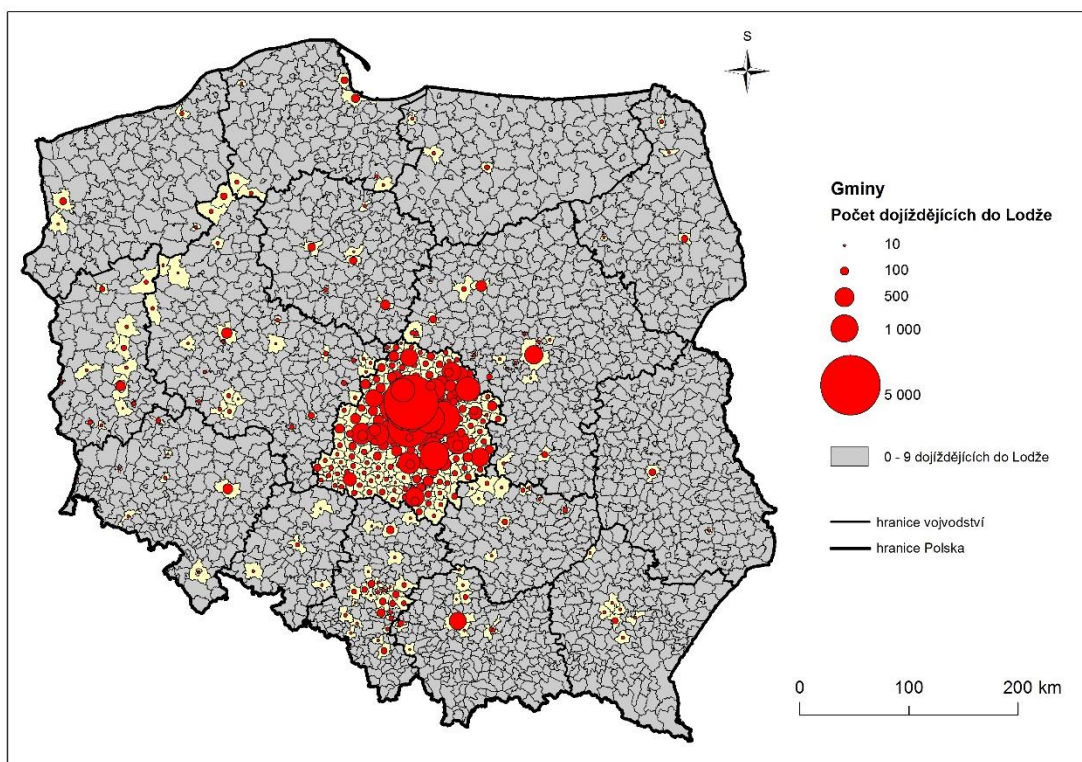 S
Gminy
Počet dojíždějících do Lodže
10
100
500
1 000
5 000
0 - 9 dojíždějících do Lodže
hranice vojvodství
hranice Polska
0 100 200 km